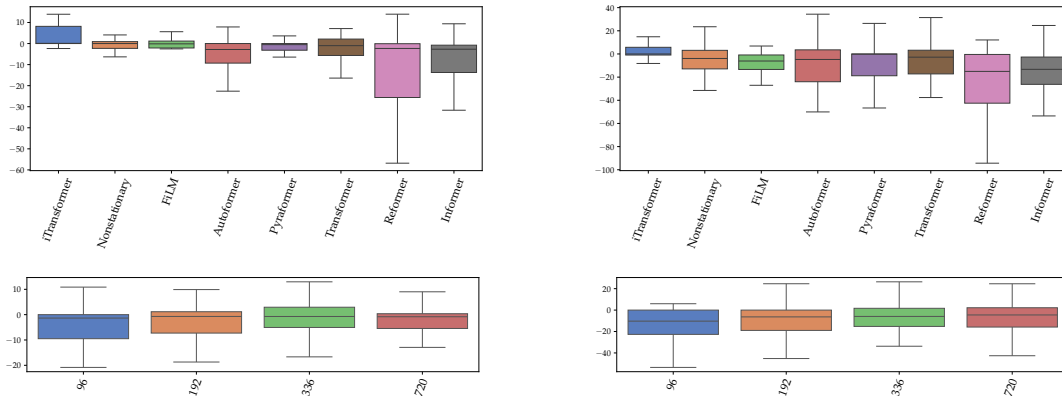 10
0
−10
−20
−30
−40
−50
−60
iTransformer
Nonstationary
FiLM
Autoformer
Pyraformer
Transformer
Reformer
Informer
40
20
0
−20
−40
−60
−80
−100
iTransformer
Nonstationary
FiLM
Autoformer
Pyraformer
Transformer
Reformer
Informer
10
0
−10
−20
96
192
336
720
20
0
−20
−40
96
192
336
720